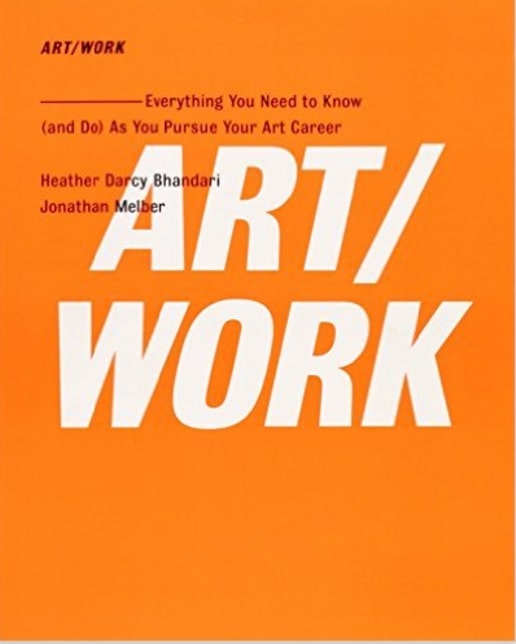 ART/WORK
Everything You Need to Know
(and Do) As You Pursue Your Art Career
Heather Darcy Bhandari
Jonathan Melber
ART/
WORK